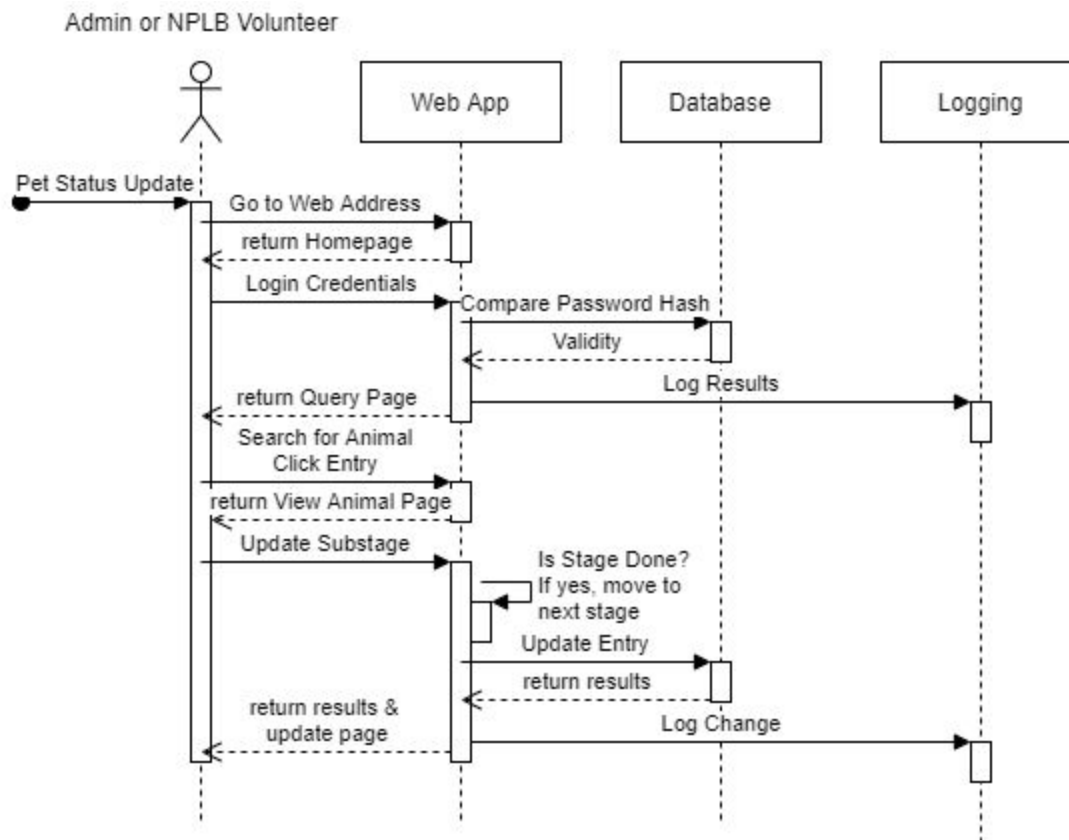 Admin or NPLB Volunteer
Web App
Database
Logging
Pet Status Update
Go to Web Address
return Homepage
Login Credentials
Compare Password Hash
Validity
Log Results
return Query Page
Search for Animal
Click Entry
return View Animal Page
Update Substage
Is Stage Done?
If yes, move to
next stage
Update Entry
return results
Log Change
return results &
update page